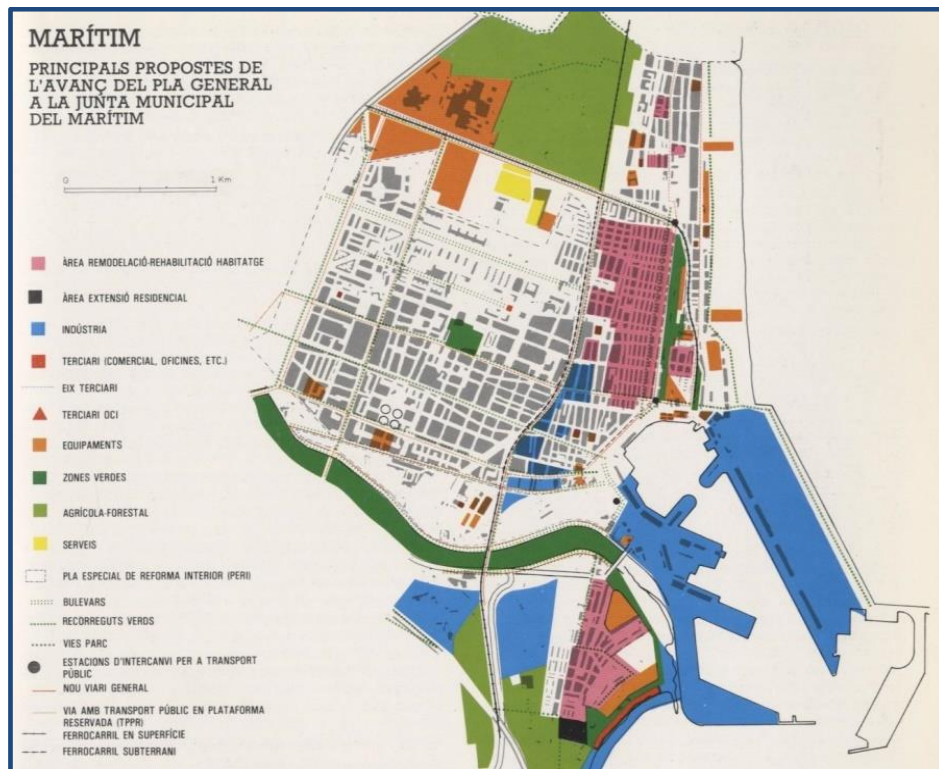 MARÍTIM
PRINCIPALS PROPOSTES DE
L'AVANÇ DEL PLA GENERAL
A LA JUNTA MUNICIPAL
DEL MARÍTIM
0 1 Km
ÀREA REMODELACIÓ-REHABILITACIÓ HABITATGE
ÀREA EXTENSIÓ RESIDENCIAL
INDÚSTRIA
TERCIARI (COMERCIAL, OFICINES, ETC.)
EIX TERCIARI
TERCIARI OCI
EQUIPAMENTS
ZONES VERDES
AGRÍCOLA-FORESTAL
SERVEIS
PLA ESPECIAL DE REFORMA INTERIOR (PERI)
BULEVARS
RECORREGUTS VERDS
VIES PARC
ESTACIONS D'INTERCANVI PER A TRANSPORT
PÚBLIC
NOU VIARI GENERAL
VIA AMB TRANSPORT PÚBLIC EN PLATAFORMA
RESERVADA (TPPR)
FERROCARRIL EN SUPERFÍCIE
FERROCARRIL SUBTERRANI